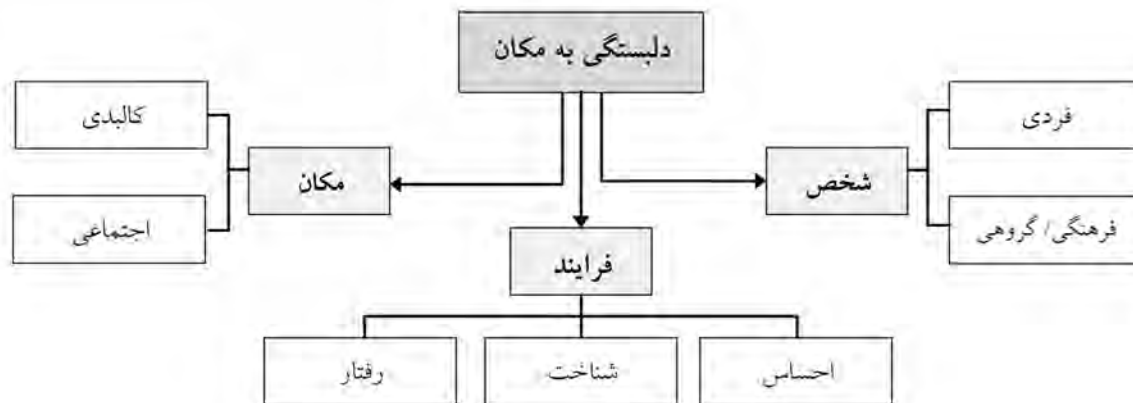 دلبستگی به مکان
فردی
کالبدی
شخص
مکان
فرهنگی/ گروهی
اجتماعی
فرایند
احساس
شناخت
رفتار